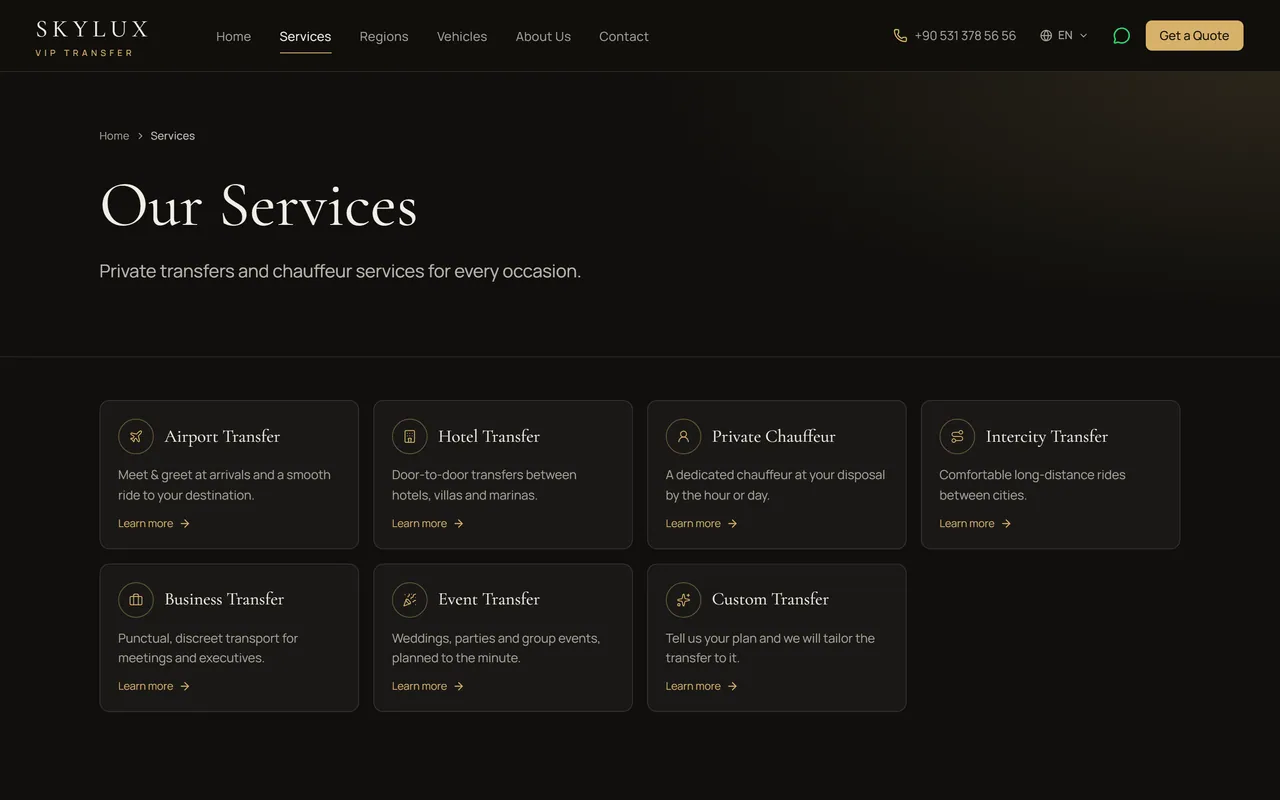 SKYLUX
VIP TRANSFER
Home
Services
Regions
Vehicles
About Us
Contact
+90 531 378 56 56
EN
Get a Quote
Home
Services
Our Services
Private transfers and chauffeur services for every occasion.
Airport Transfer
Meet & greet at arrivals and a smooth
ride to your destination.
Learn more
Hotel Transfer
Door-to-door transfers between
hotels, villas and marinas.
Learn more
Private Chauffeur
A dedicated chauffeur at your disposal
by the hour or day.
Learn more
Intercity Transfer
Comfortable long-distance rides
between cities.
Learn more
Business Transfer
Punctual, discreet transport for
meetings and executives.
Learn more
Event Transfer
Weddings, parties and group events,
planned to the minute.
Learn more
Custom Transfer
Tell us your plan and we will tailor the
transfer to it.
Learn more